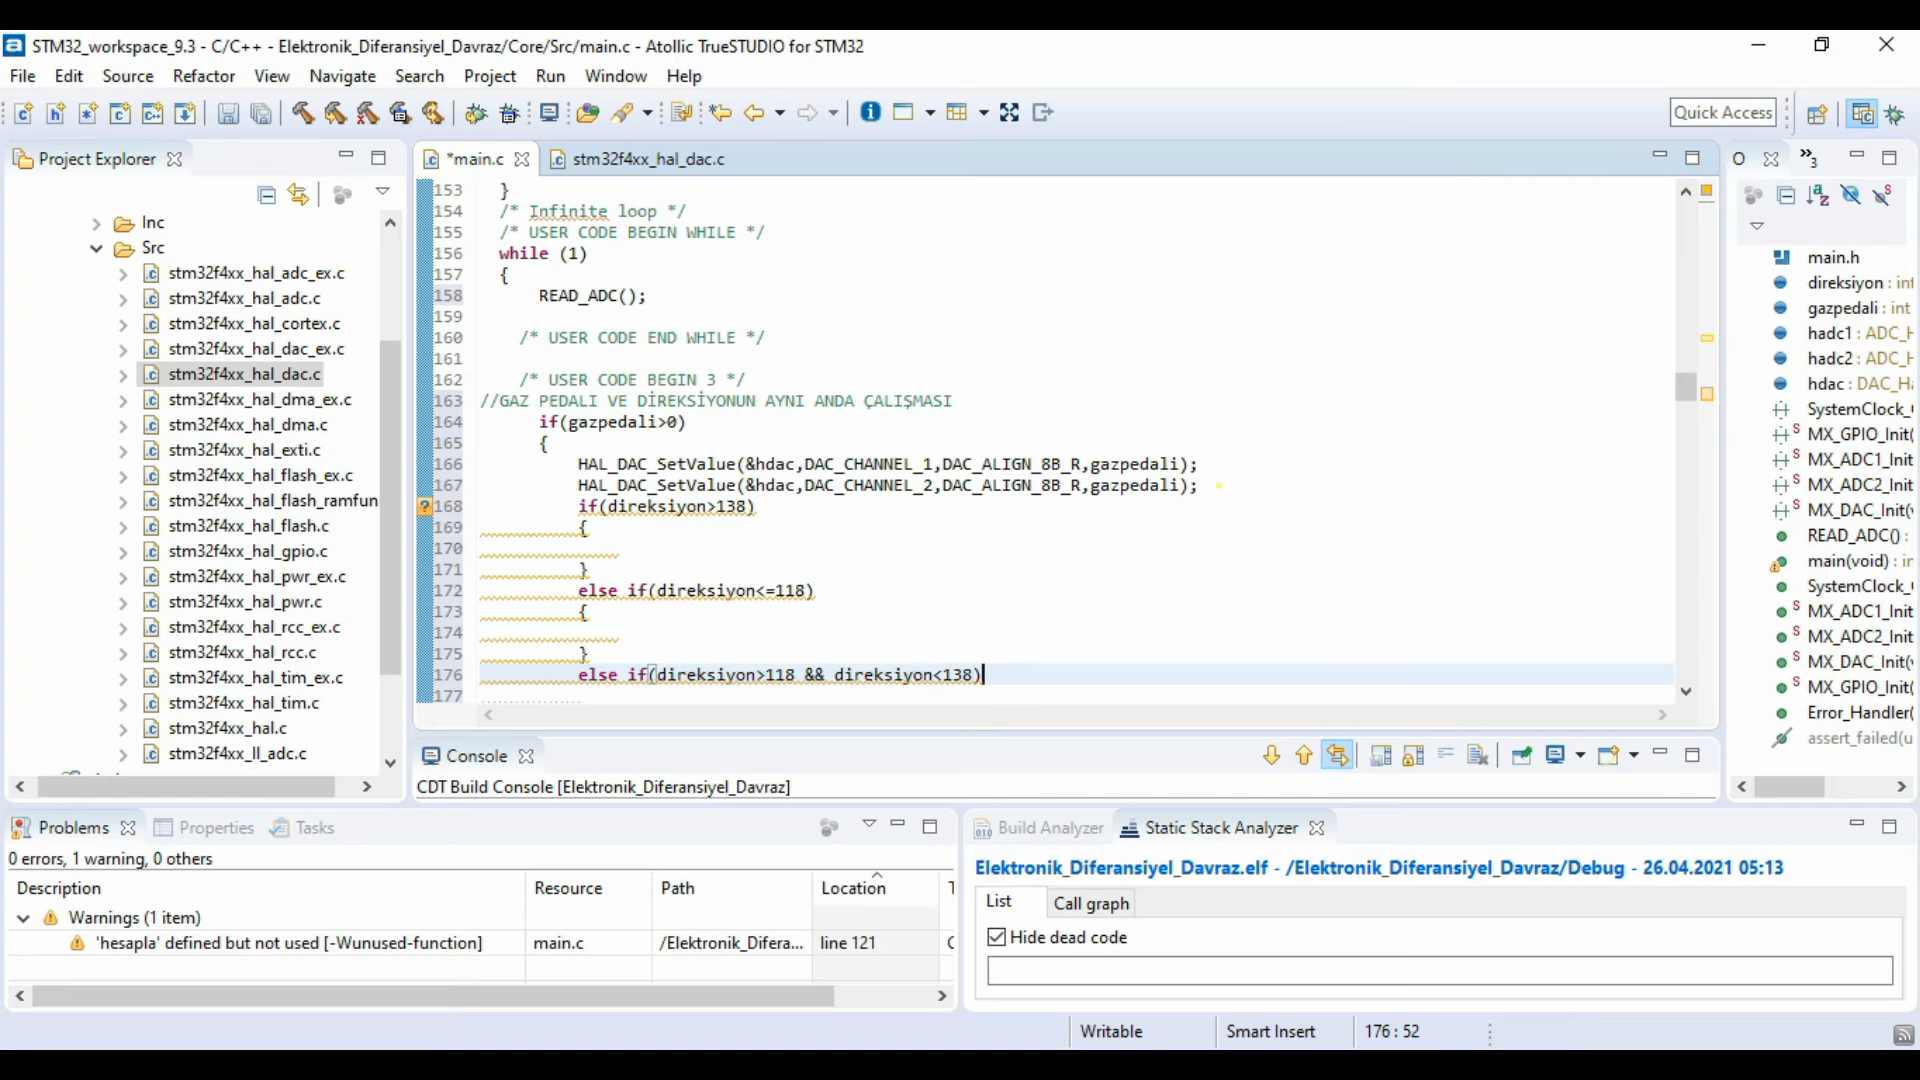 STM32_workspace_9.3 - C/C++ - Elektronik_Diferansiyel_Davraz/Core/Src/main.c - Atollic TrueSTUDIO for STM32
File Edit Source Refactor View Navigate Search Project Run Window Help
Quick Access
Project Explorer
Inc
Src
stm32f4xx_hal_adc_ex.c
stm32f4xx_hal_adc.c
stm32f4xx_hal_cortex.c
stm32f4xx_hal_dac_ex.c
stm32f4xx_hal_dac.c
stm32f4xx_hal_dma_ex.c
stm32f4xx_hal_dma.c
stm32f4xx_hal_exti.c
stm32f4xx_hal_flash_ex.c
stm32f4xx_hal_flash_ramfun
stm32f4xx_hal_flash.c
stm32f4xx_hal_gpio.c
stm32f4xx_hal_pwr_ex.c
stm32f4xx_hal_pwr.c
stm32f4xx_hal_rcc_ex.c
stm32f4xx_hal_rcc.c
stm32f4xx_hal_tim_ex.c
stm32f4xx_hal_tim.c
stm32f4xx_hal.c
stm32f4xx_ll_adc.c
*main.c stm32f4xx_hal_dac.c
153 }
154 /* Infinite loop */
155 /* USER CODE BEGIN WHILE */
156 while (1)
157 {
158 READ_ADC();
159
160 /* USER CODE END WHILE */
161
162 /* USER CODE BEGIN 3 */
163 //GAZ PEDALI VE DİREKSİYONUN AYNI ANDA ÇALIŞMASI
164 if(gazpedali>0)
165 {
166 HAL_DAC_SetValue(&hdac,DAC_CHANNEL_1,DAC_ALIGN_8B_R,gazpedali);
167 HAL_DAC_SetValue(&hdac,DAC_CHANNEL_2,DAC_ALIGN_8B_R,gazpedali);
168 if(direksiyon>138)
169 {
170
171 }
172 else if(direksiyon<=118)
173 {
174
175 }
176 else if(direksiyon>118 && direksiyon<138)
177
O 3
main.h
direksiyon : int
gazpedali : int
hadc1 : ADC_H
hadc2 : ADC_H
hdac : DAC_Ha
SystemClock_
MX_GPIO_Init(
MX_ADC1_Init
MX_ADC2_Init
MX_DAC_Init(v
READ_ADC() :
main(void) : in
SystemClock_
MX_ADC1_Init
MX_ADC2_Init
MX_DAC_Init(v
MX_GPIO_Init(
Error_Handler(
assert_failed(u
Console
CDT Build Console [Elektronik_Diferansiyel_Davraz]
Problems Properties Tasks
0 errors, 1 warning, 0 others
Description Resource Path Location T
Warnings (1 item)
'hesapla' defined but not used [-Wunused-function] main.c /Elektronik_Difera... line 121
Build Analyzer Static Stack Analyzer
Elektronik_Diferansiyel_Davraz.elf - /Elektronik_Diferansiyel_Davraz/Debug - 26.04.2021 05:13
List Call graph
Hide dead code
Writable Smart Insert 176 : 52